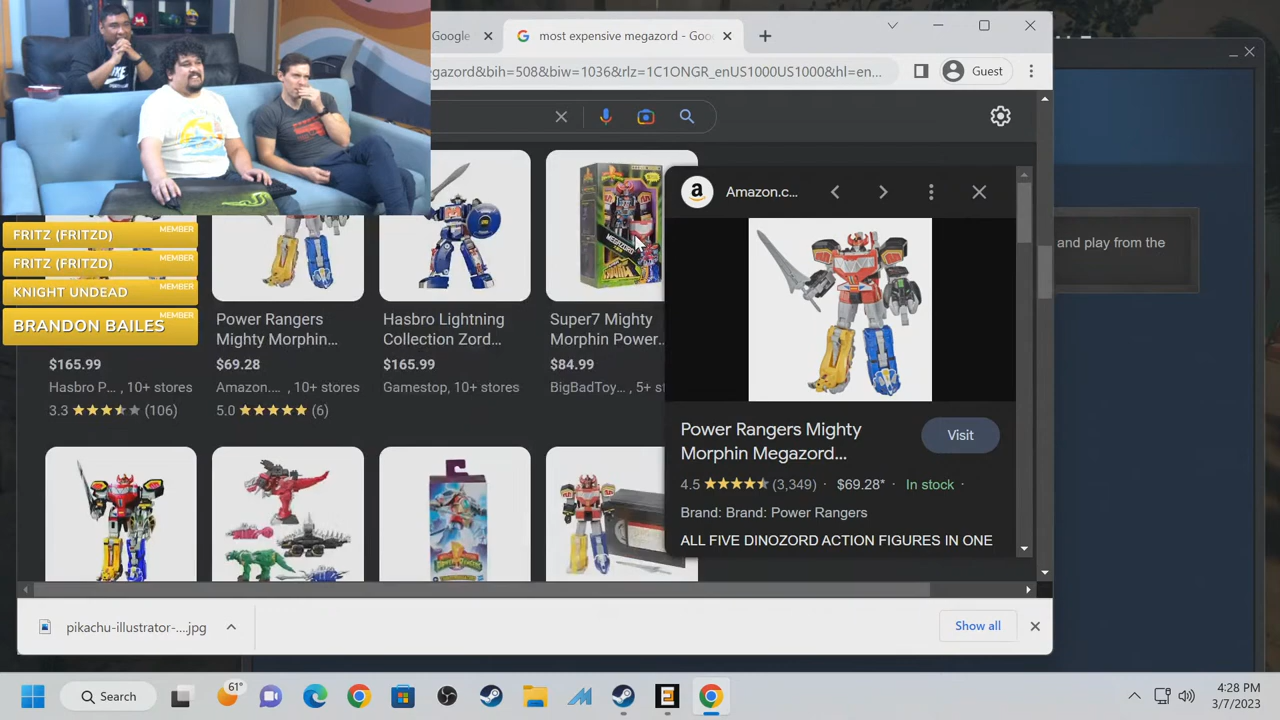 Google
most expensive megazord - Goo
gazord&bih=508&biw=1036&rlz=1C1ONGR_enUS1000US1006&hl=en...
Guest
Amazon.c...
and play from the
FRITZ (FRITZD)
MEMBER
FRITZ (FRITZD)
MEMBER
KNIGHT UNDEAD
MEMBER
BRANDON BAILES
MEMBER
$165.99
Hasbro P... , 10+ stores
3.3 (106)
Power Rangers
Mighty Morphin...
$69.28
Amazon.... , 10+ stores
5.0 (6)
Hasbro Lightning
Collection Zord...
$165.99
Gamestop, 10+ stores
MEGAZORD
Super7 Mighty
Morphin Power
$84.99
BigBadToy... , 5+ st
Power Rangers Mighty
Morphin Megazord...
Visit
4.5 (3,349) · $69.28* · In stock ·
Brand: Brand: Power Rangers
ALL FIVE DINOZORD ACTION FIGURES IN ONE
pikachu-illustrator-....jpg
Show all
Search
61°
4:28 PM
3/7/2023